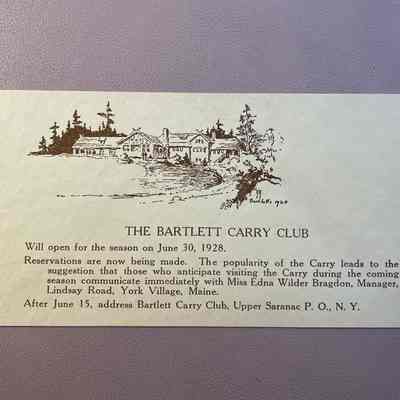 THE BARTLETT CARRY CLUB
Will open for the season on June 30, 1928.
Reservations are now being made. The popularity of the Carry leads to the
suggestion that those who anticipate visiting the Carry during the coming
season communicate immediately with Miss Edna Wilder Bragdon, Manager,
Lindsay Road, York Village, Maine.
After June 15, address Bartlett Carry Club, Upper Saranac P. O., N. Y.